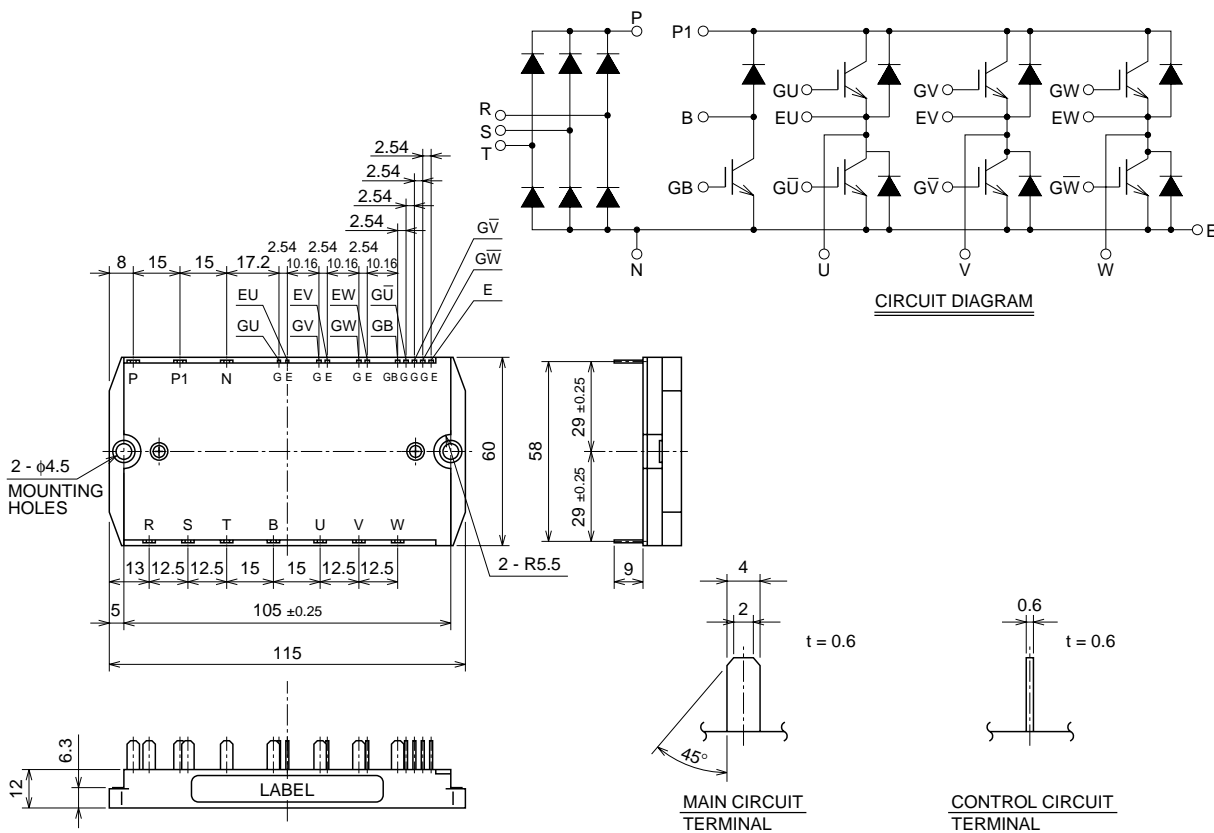 P
P1
R
S
T
N
GU
EU
GV
EV
GW
EW
B
GB
GU̅
GV̅
GW̅
U
V
W
E
CIRCUIT DIAGRAM
2.54
2.54
2.54
2.54
8
15
15
17.2
2.54
10.16
2.54
10.16
2.54
10.16
GV̅
GW̅
E
EU
EV
EW
GU̅
GU
GV
GW
GB
P
P1
N
G E
G E
G E
GB G G G E
2 - ϕ4.5
MOUNTING
HOLES
R
S
T
B
U
V
W
13
12.5
12.5
15
15
12.5
12.5
2 - R5.5
5
105 ±0.25
115
60
58
29 ±0.25
29 ±0.25
9
6.3
12
LABEL
4
2
t = 0.6
45°
MAIN CIRCUIT
TERMINAL
0.6
t = 0.6
CONTROL CIRCUIT
TERMINAL